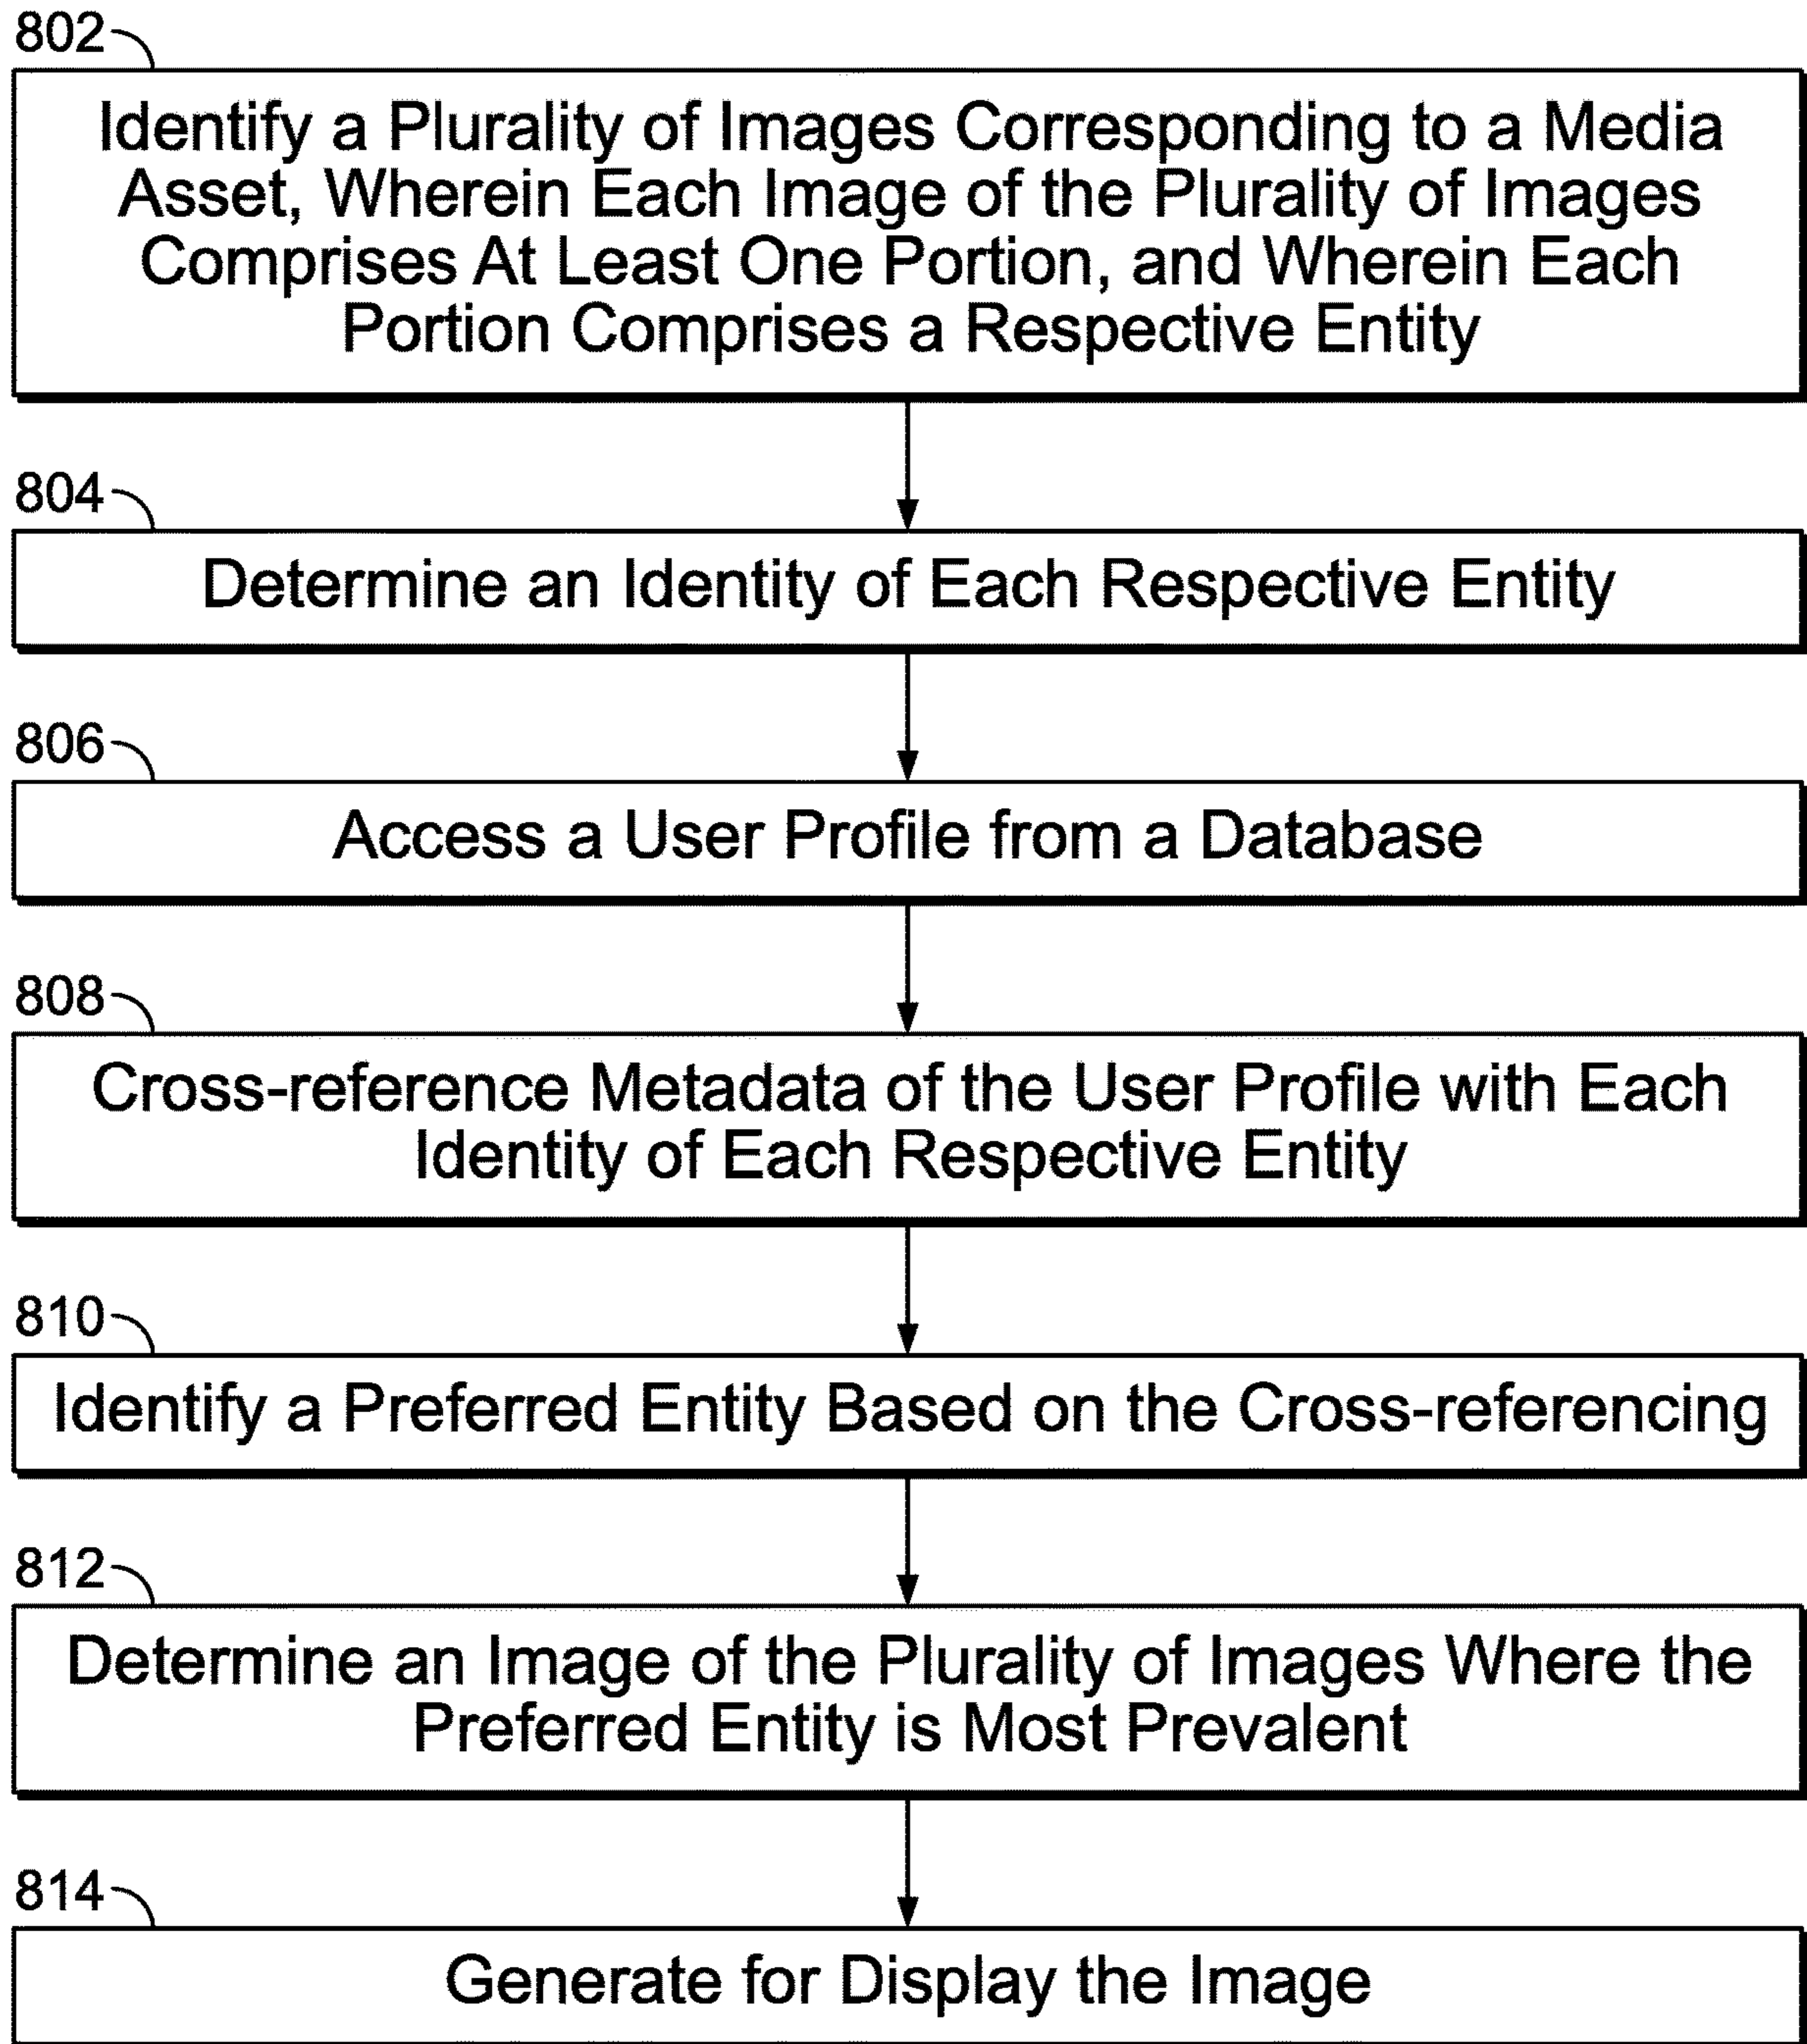 802
Identify a Plurality of Images Corresponding to a Media
Asset, Wherein Each Image of the Plurality of Images
Comprises At Least One Portion, and Wherein Each
Portion Comprises a Respective Entity
804
Determine an Identity of Each Respective Entity
806
Access a User Profile from a Database
808
Cross-reference Metadata of the User Profile with Each
Identity of Each Respective Entity
810
Identify a Preferred Entity Based on the Cross-referencing
812
Determine an Image of the Plurality of Images Where the
Preferred Entity is Most Prevalent
814
Generate for Display the Image